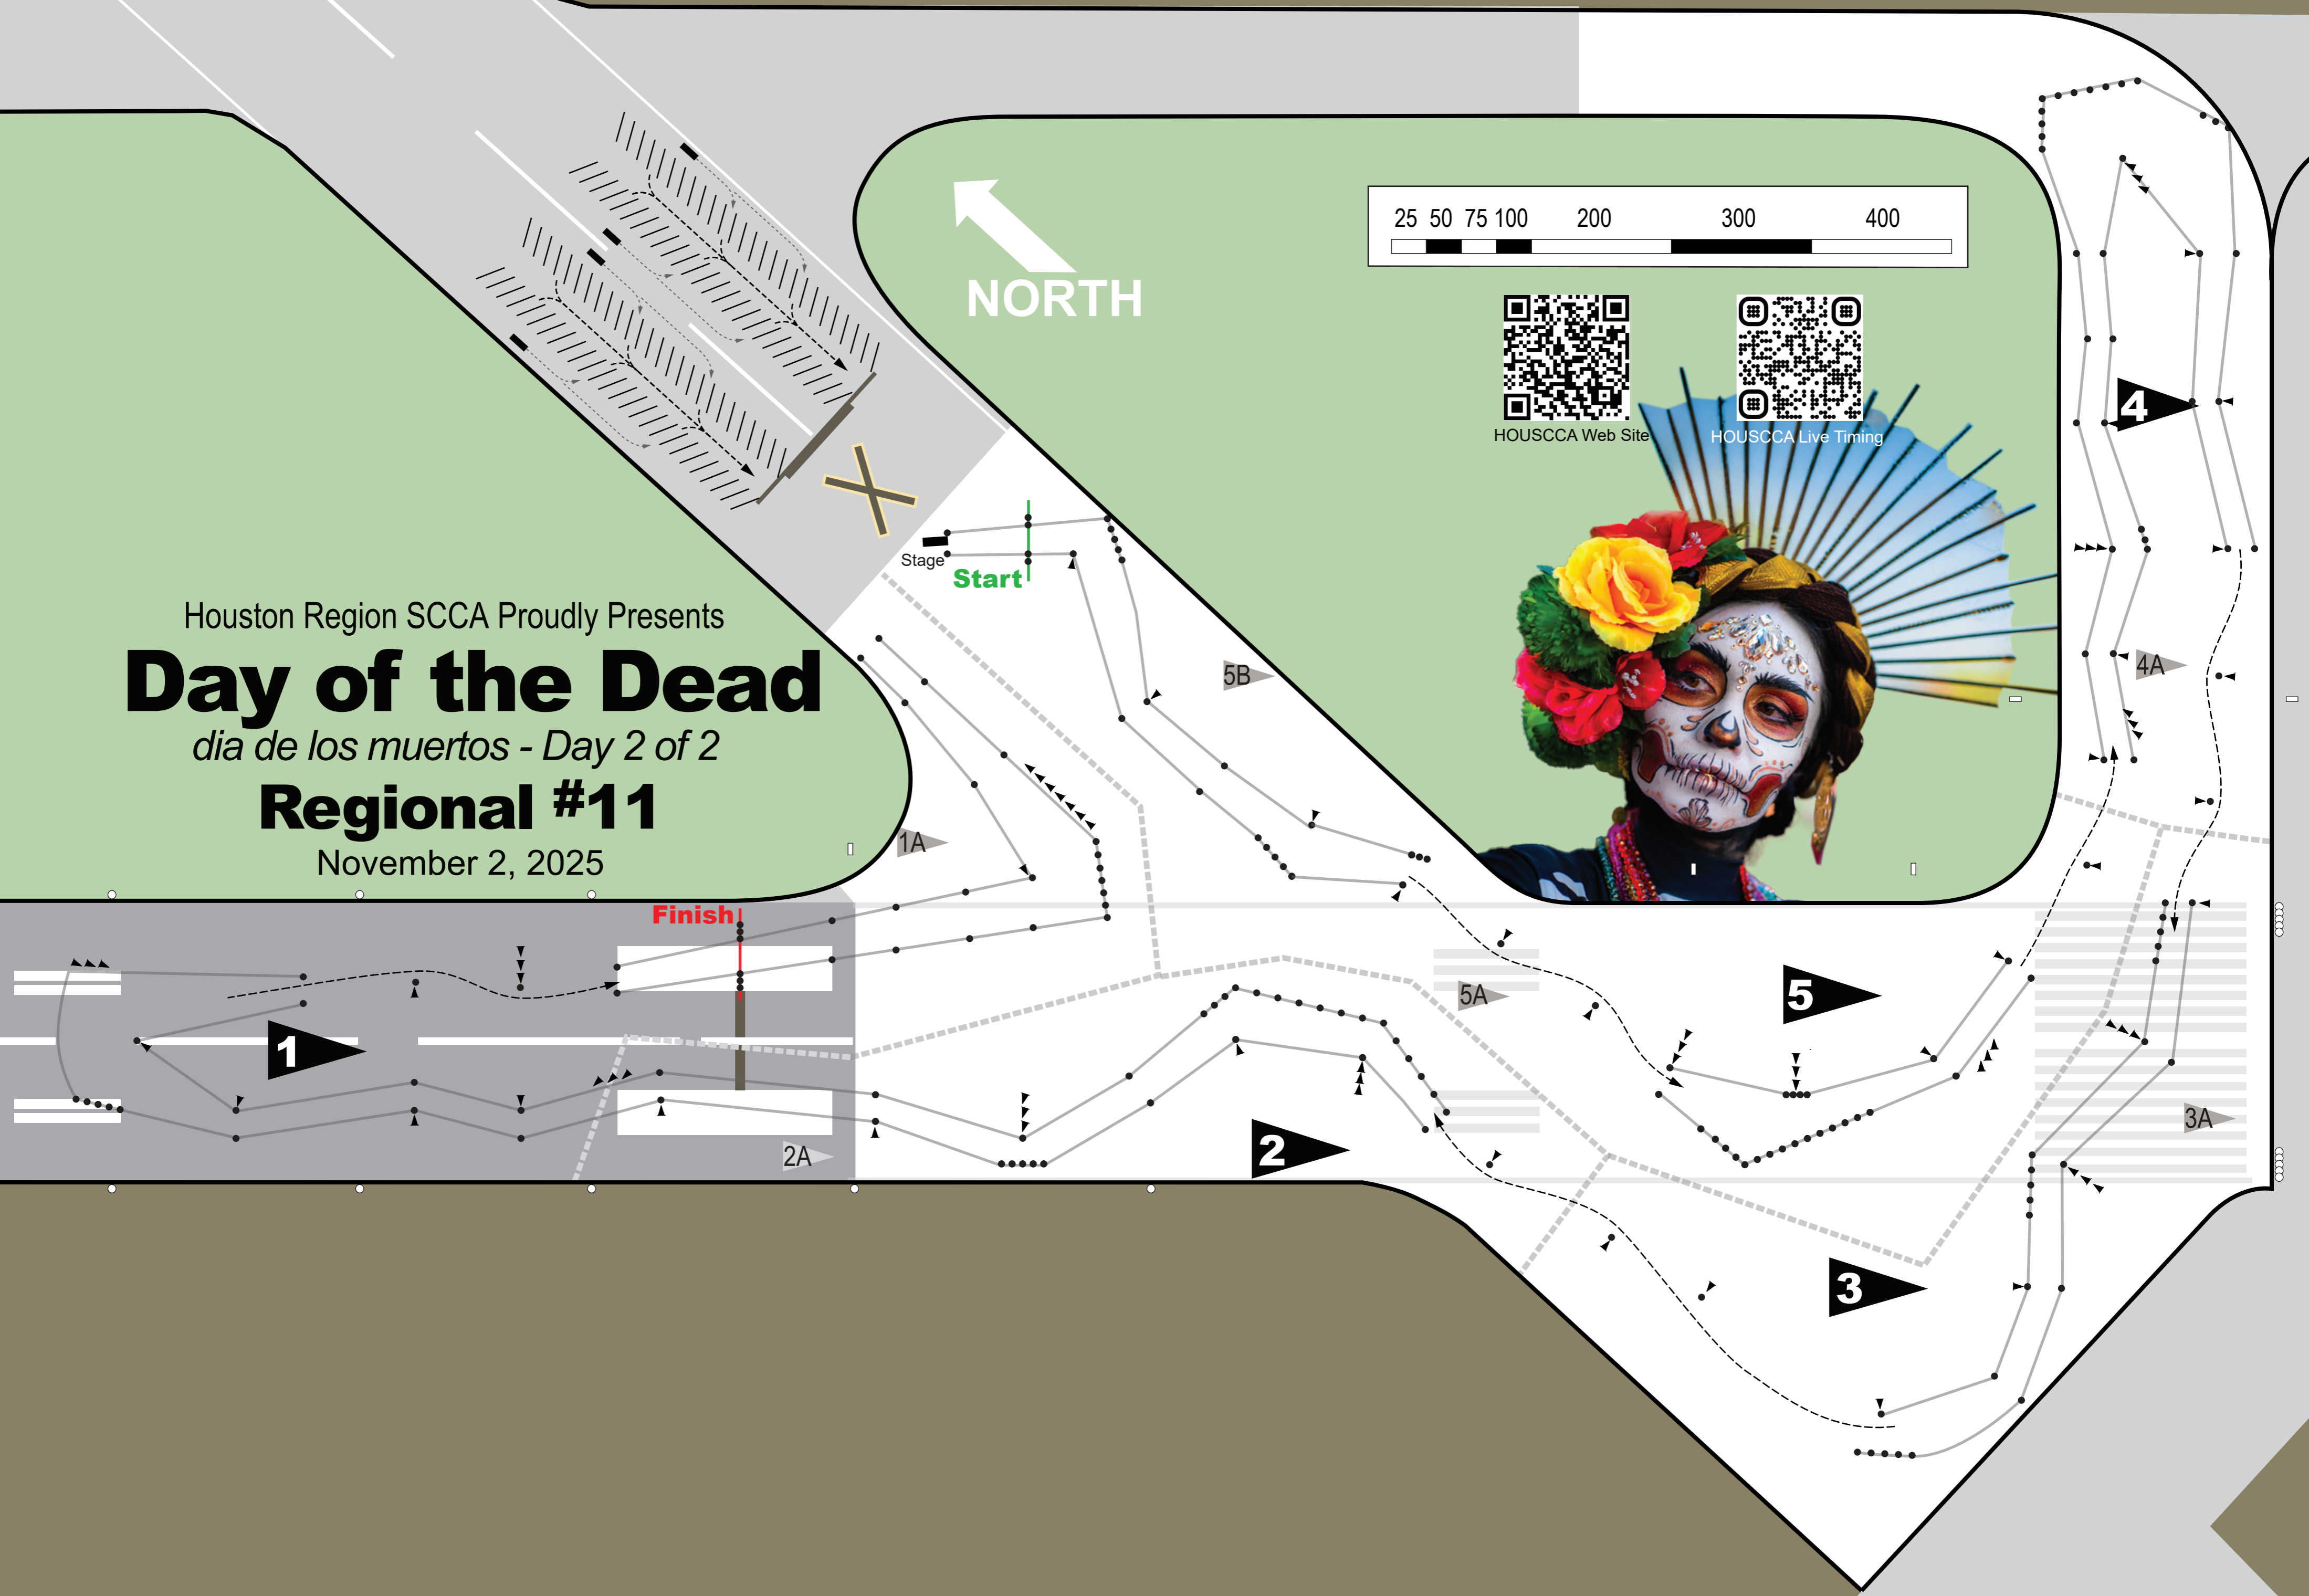 25 50 75 100 200 300 400
NORTH
HOUSCCA Web Site
HOUSCCA Live Timing
4
Stage
Start
Houston Region SCCA Proudly Presents
Day of the Dead
dia de los muertos - Day 2 of 2
Regional #11
November 2, 2025
5B
4A
1A
Finish
5A
5
1
2A
2
3A
3